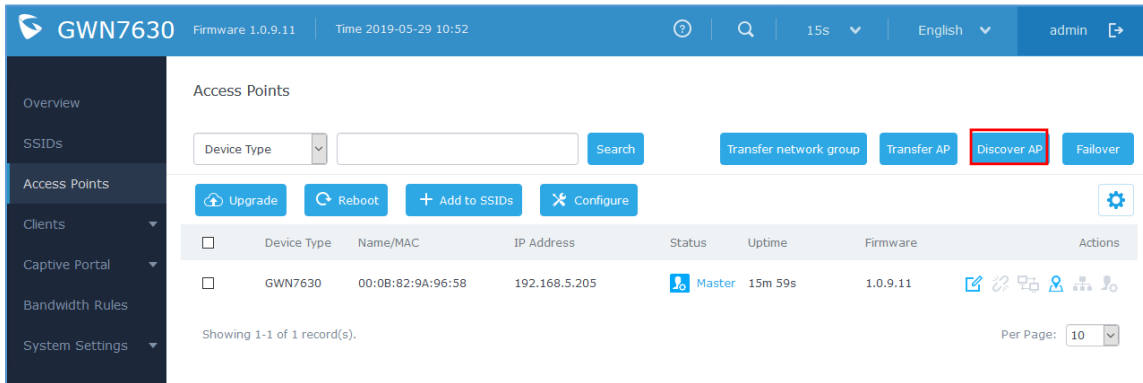 GWN7630 Firmware 1.0.9.11 Time 2019-05-29 10:52 15s English admin
Overview
SSIDs
Access Points
Clients
Captive Portal
Bandwidth Rules
System Settings
Access Points
Device Type Search Transfer network group Transfer AP Discover AP Failover
Upgrade Reboot Add to SSIDs Configure
Device Type Name/MAC IP Address Status Uptime Firmware Actions
GWN7630 00:0B:82:9A:96:58 192.168.5.205 Master 15m 59s 1.0.9.11
Showing 1-1 of 1 record(s). Per Page: 10